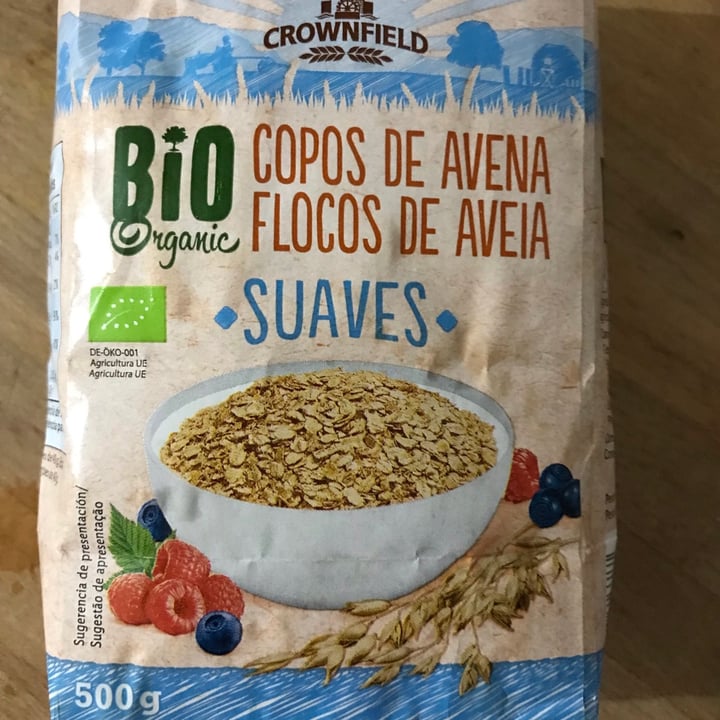 CROWNFIELD
BIO
Organic
COPOS DE AVENA
FLOCOS DE AVEIA
SUAVES
DE-ÖKO-001
Agricultura UE
Agricultura UE
Sugerencia de presentación/
Sugestão de apresentação
500 g